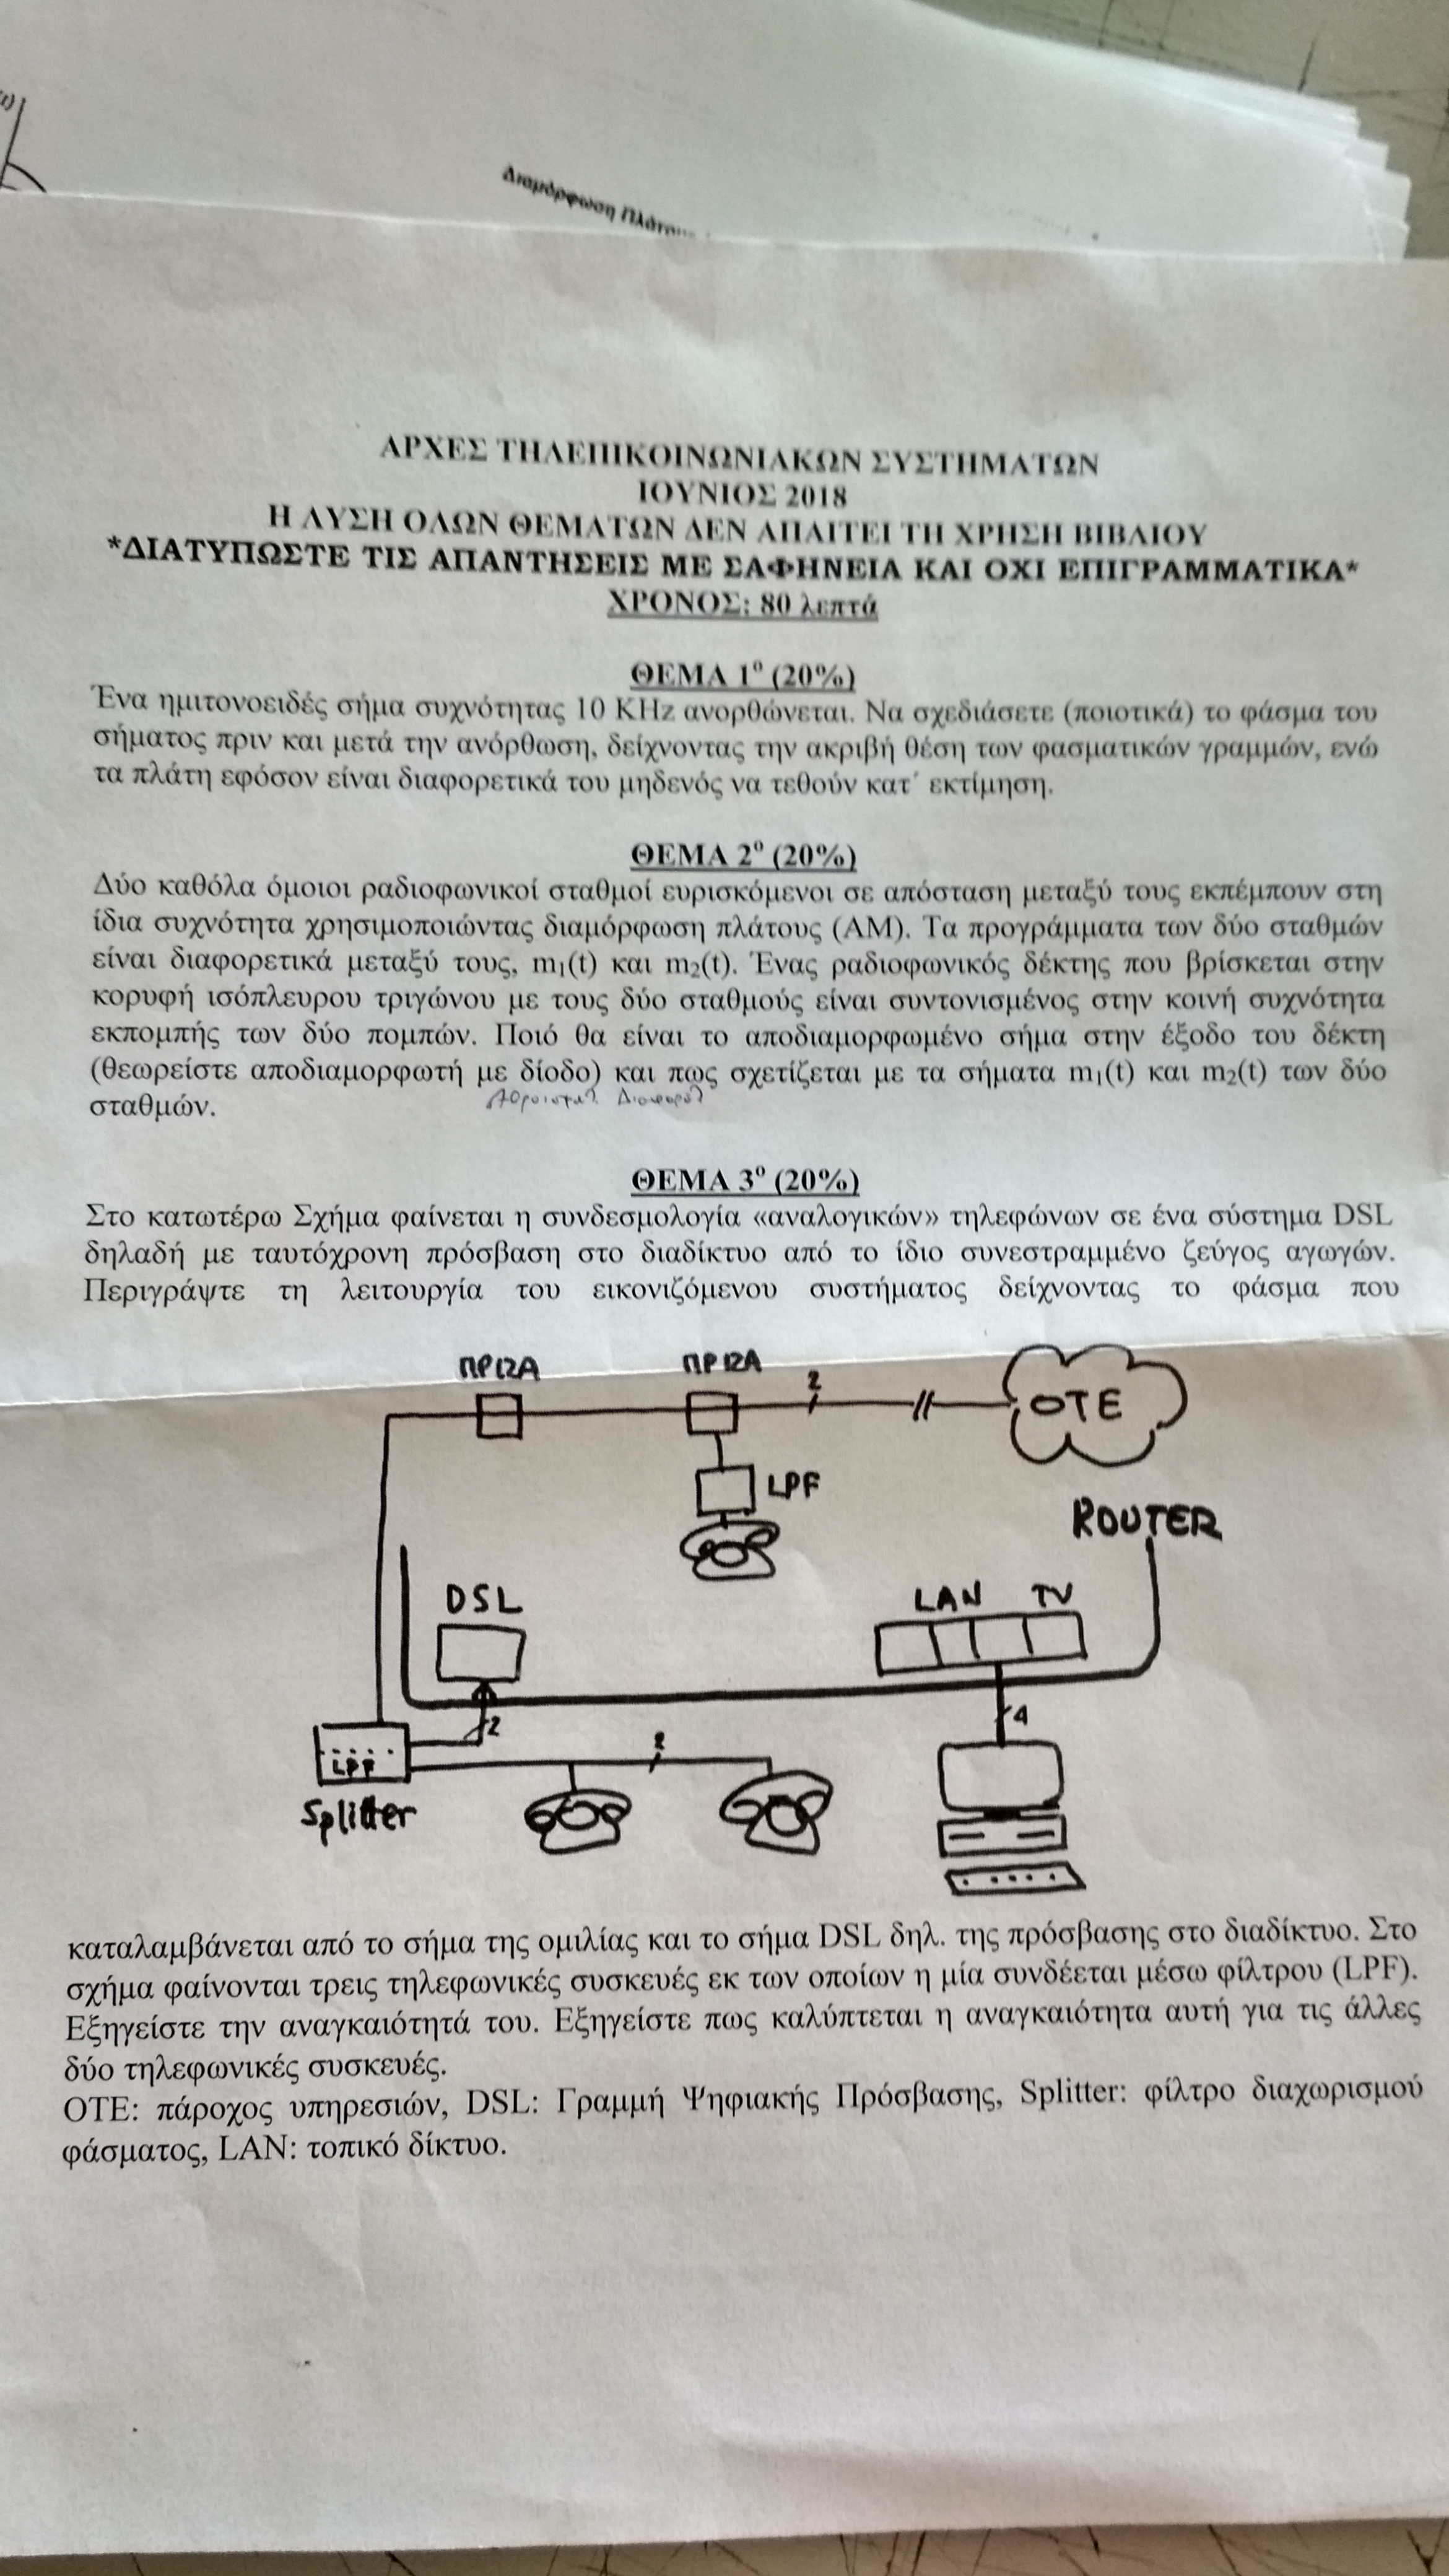 Διαμόρφωση Πλάτου
ΑΡΧΕΣ ΤΗΛΕΠΙΚΟΙΝΩΝΙΑΚΩΝ ΣΥΣΤΗΜΑΤΩΝ
ΙΟΥΝΙΟΣ 2018
Η ΛΥΣΗ ΟΛΩΝ ΘΕΜΑΤΩΝ ΔΕΝ ΑΠΑΙΤΕΙ ΤΗ ΧΡΗΣΗ ΒΙΒΛΙΟΥ
*ΔΙΑΤΥΠΩΣΤΕ ΤΙΣ ΑΠΑΝΤΗΣΕΙΣ ΜΕ ΣΑΦΗΝΕΙΑ ΚΑΙ ΟΧΙ ΕΠΙΓΡΑΜΜΑΤΙΚΑ*
ΧΡΟΝΟΣ: 80 λεπτά
ΘΕΜΑ 1º (20%)
Ένα ημιτονοειδές σήμα συχνότητας 10 KHz ανορθώνεται. Να σχεδιάσετε (ποιοτικά) το φάσμα του
σήματος πριν και μετά την ανόρθωση, δείχνοντας την ακριβή θέση των φασματικών γραμμών, ενώ
τα πλάτη εφόσον είναι διαφορετικά του μηδενός να τεθούν κατ΄ εκτίμηση.
ΘΕΜΑ 2º (20%)
Δύο καθόλα όμοιοι ραδιοφωνικοί σταθμοί ευρισκόμενοι σε απόσταση μεταξύ τους εκπέμπουν στη
ίδια συχνότητα χρησιμοποιώντας διαμόρφωση πλάτους (ΑΜ). Τα προγράμματα των δύο σταθμών
είναι διαφορετικά μεταξύ τους, m₁(t) και m₂(t). Ένας ραδιοφωνικός δέκτης που βρίσκεται στην
κορυφή ισόπλευρου τριγώνου με τους δύο σταθμούς είναι συντονισμένος στην κοινή συχνότητα
εκπομπής των δύο πομπών. Ποιό θα είναι το αποδιαμορφωμένο σήμα στην έξοδο του δέκτη
(θεωρείστε αποδιαμορφωτή με δίοδο) και πως σχετίζεται με τα σήματα m₁(t) και m₂(t) των δύο
σταθμών.
ΘΕΜΑ 3º (20%)
Στο κατωτέρω Σχήμα φαίνεται η συνδεσμολογία «αναλογικών» τηλεφώνων σε ένα σύστημα DSL
δηλαδή με ταυτόχρονη πρόσβαση στο διαδίκτυο από το ίδιο συνεστραμμένο ζεύγος αγωγών.
Περιγράψτε τη λειτουργία του εικονιζόμενου συστήματος δείχνοντας το φάσμα που
ΠΡΙΖΑ ΠΡΙΖΑ 2 ΟΤΕ
LPF
ROUTER
DSL LAN TV
2 4
LPF 2
Splitter
καταλαμβάνεται από το σήμα της ομιλίας και το σήμα DSL δηλ. της πρόσβασης στο διαδίκτυο. Στο
σχήμα φαίνονται τρεις τηλεφωνικές συσκευές εκ των οποίων η μία συνδέεται μέσω φίλτρου (LPF).
Εξηγείστε την αναγκαιότητά του. Εξηγείστε πως καλύπτεται η αναγκαιότητα αυτή για τις άλλες
δύο τηλεφωνικές συσκευές.
ΟΤΕ: πάροχος υπηρεσιών, DSL: Γραμμή Ψηφιακής Πρόσβασης, Splitter: φίλτρο διαχωρισμού
φάσματος, LAN: τοπικό δίκτυο.